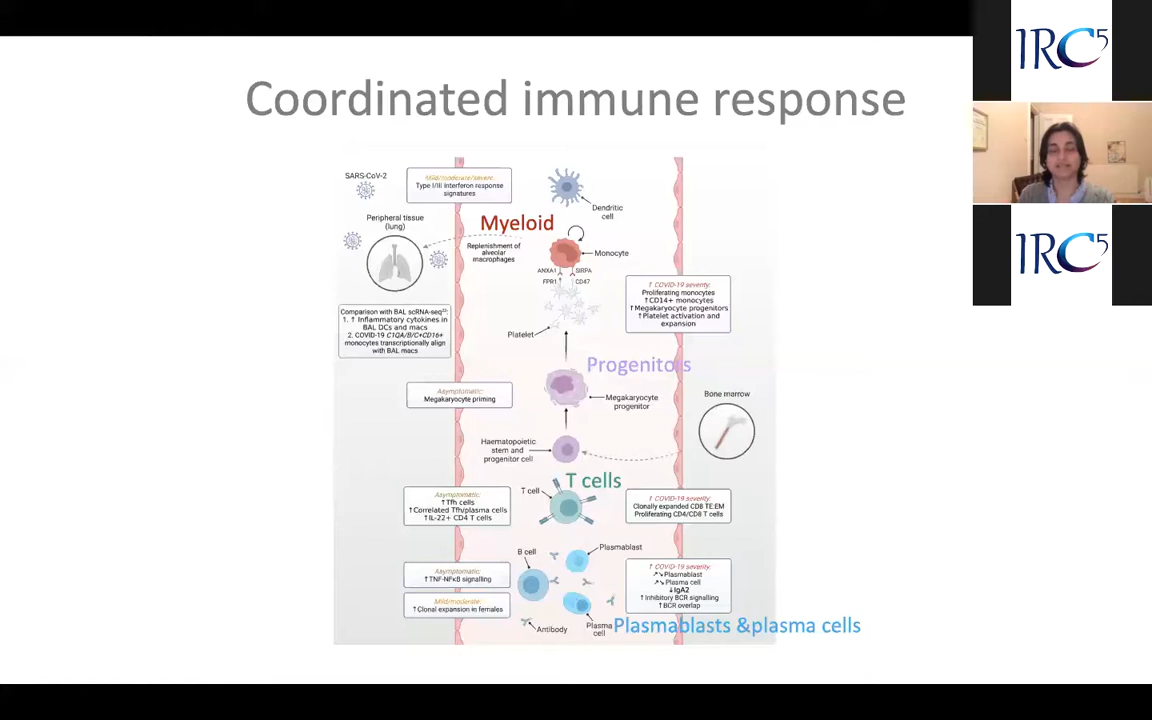 Coordinated immune response
IRC5
SARS-CoV-2
Mild/moderate/severe:
Type I/III interferon response
signatures
Dendritic
cell
Peripheral tissue
(lung)
Myeloid
Replenishment of
alveolar
macrophages
Monocyte
ANXA1
SIRPA
FPR1
CD47
↑ COVID-19 severity:
Proliferating monocytes
↑CD14+ monocytes
↑Megakaryocyte progenitors
↑Platelet activation and
expansion
Comparison with BAL scRNA-seq
1. ↑ Inflammatory cytokines in
BAL DCs and macs
2. COVID-19 C1QA/B/C+CD16+
monocytes transcriptionally align
with BAL macs
Platelet
Progenitors
Asymptomatic:
Megakaryocyte priming
Megakaryocyte
progenitor
Bone marrow
Haematopoietic
stem and
progenitor cell
T cells
T cell
Asymptomatic:
↑Tfh cells
↑Correlated Tfh/plasma cells
↑IL-22+ CD4 T cells
↑ COVID-19 severity:
Clonally expanded CD8 TE:EM
Proliferating CD4/CD8 T cells
B cell
Plasmablast
Asymptomatic:
↑TNF-NFκB signalling
Mild/moderate:
↑Clonal expansion in females
↑ COVID-19 severity:
↗↘Plasmablast
↗↘Plasma cell
↓IgA2
↑Inhibitory BCR signalling
↑BCR overlap
Antibody
Plasma
cell
Plasmablasts &plasma cells
IRC5